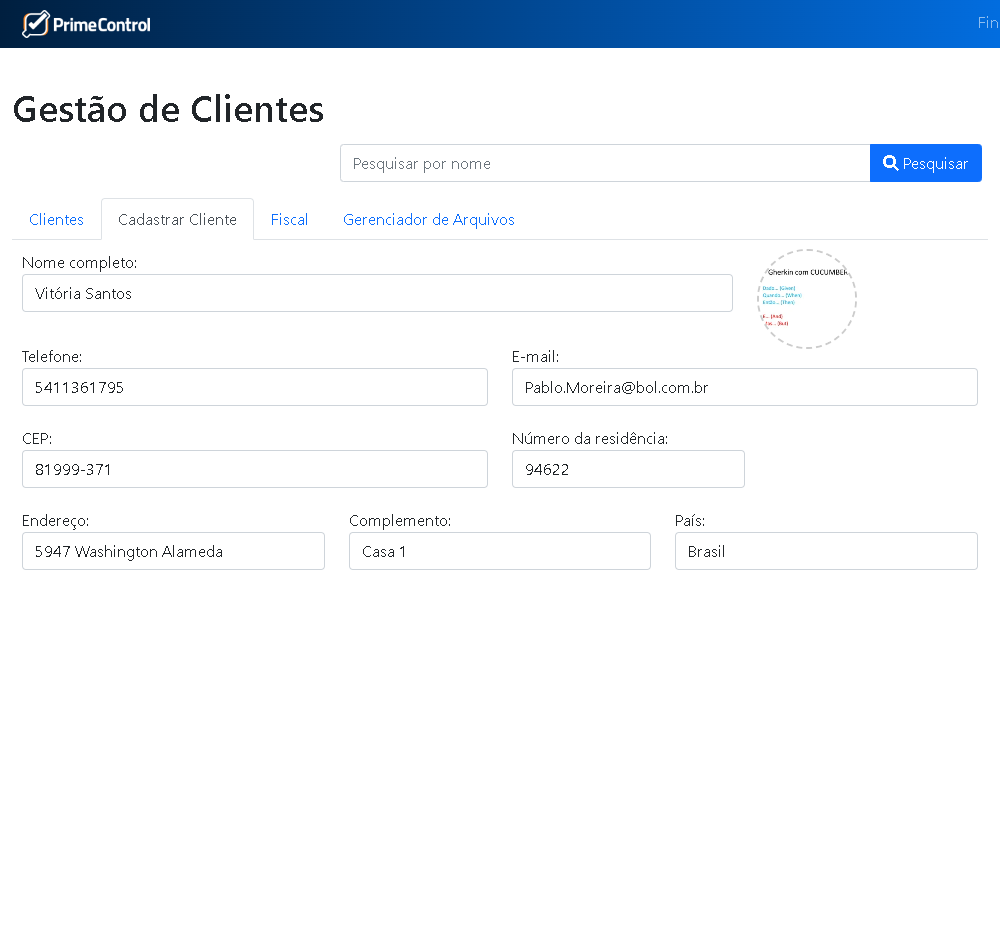 PrimeControl
Fin
Gestão de Clientes
Pesquisar por nome
Pesquisar
Clientes
Cadastrar Cliente
Fiscal
Gerenciador de Arquivos
Nome completo:
Vitória Santos
Gherkin com CUCUMBER
Dado... (Given)
Quando... (When)
Então... (Then)
E... (And)
(But)
Telefone:
5411361795
E-mail:
Pablo.Moreira@bol.com.br
CEP:
81999-371
Número da residência:
94622
Endereço:
5947 Washington Alameda
Complemento:
Casa 1
País:
Brasil